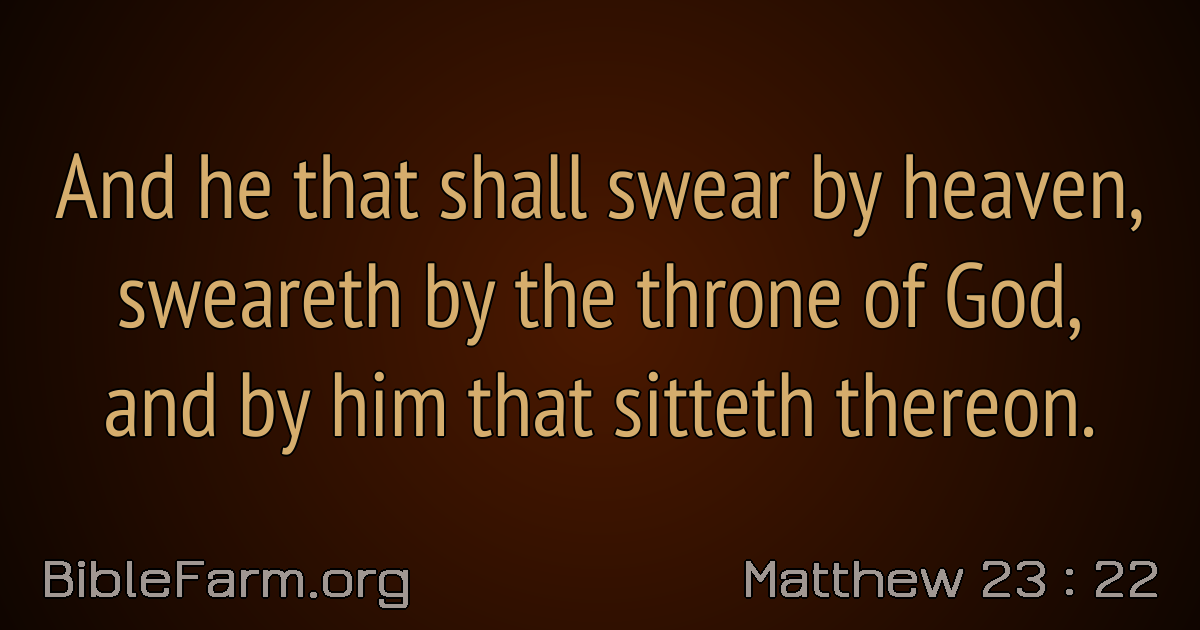 And he that shall swear by heaven,
sweareth by the throne of God,
and by him that sitteth thereon.
BibleFarm.org
Matthew 23 : 22